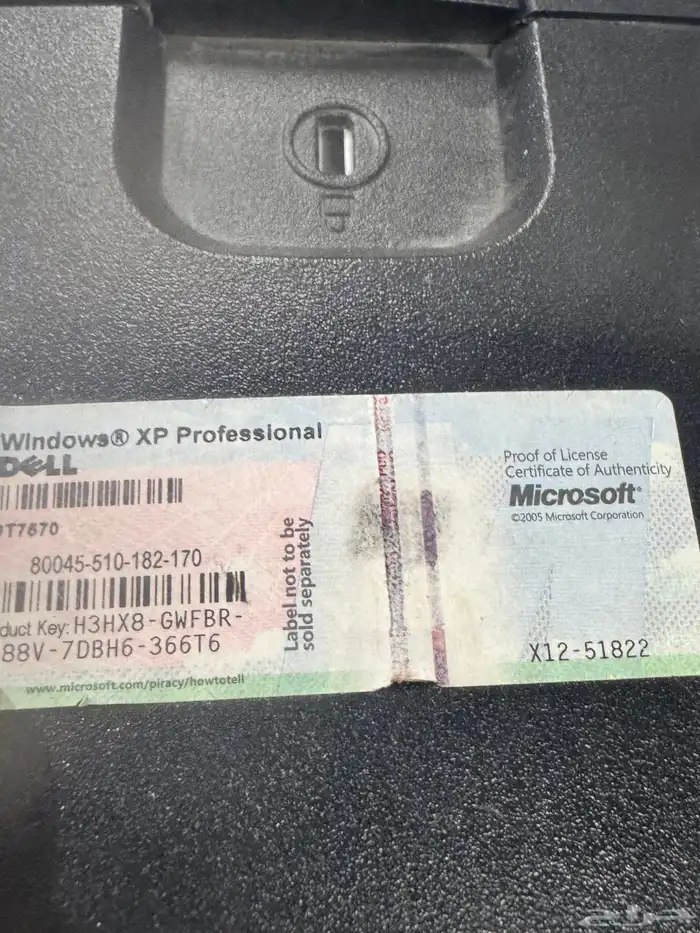 Windows® XP Professional
DELL
T7670
80045-510-182-170
duct Key: H3HX8-GWFBR-
88V-7DBH6-366T6
www.microsoft.com/piracy/howtotell
Label not to be
sold separately
Proof of License
Certificate of Authenticity
Microsoft®
©2005 Microsoft Corporation
X12-51822
حراج